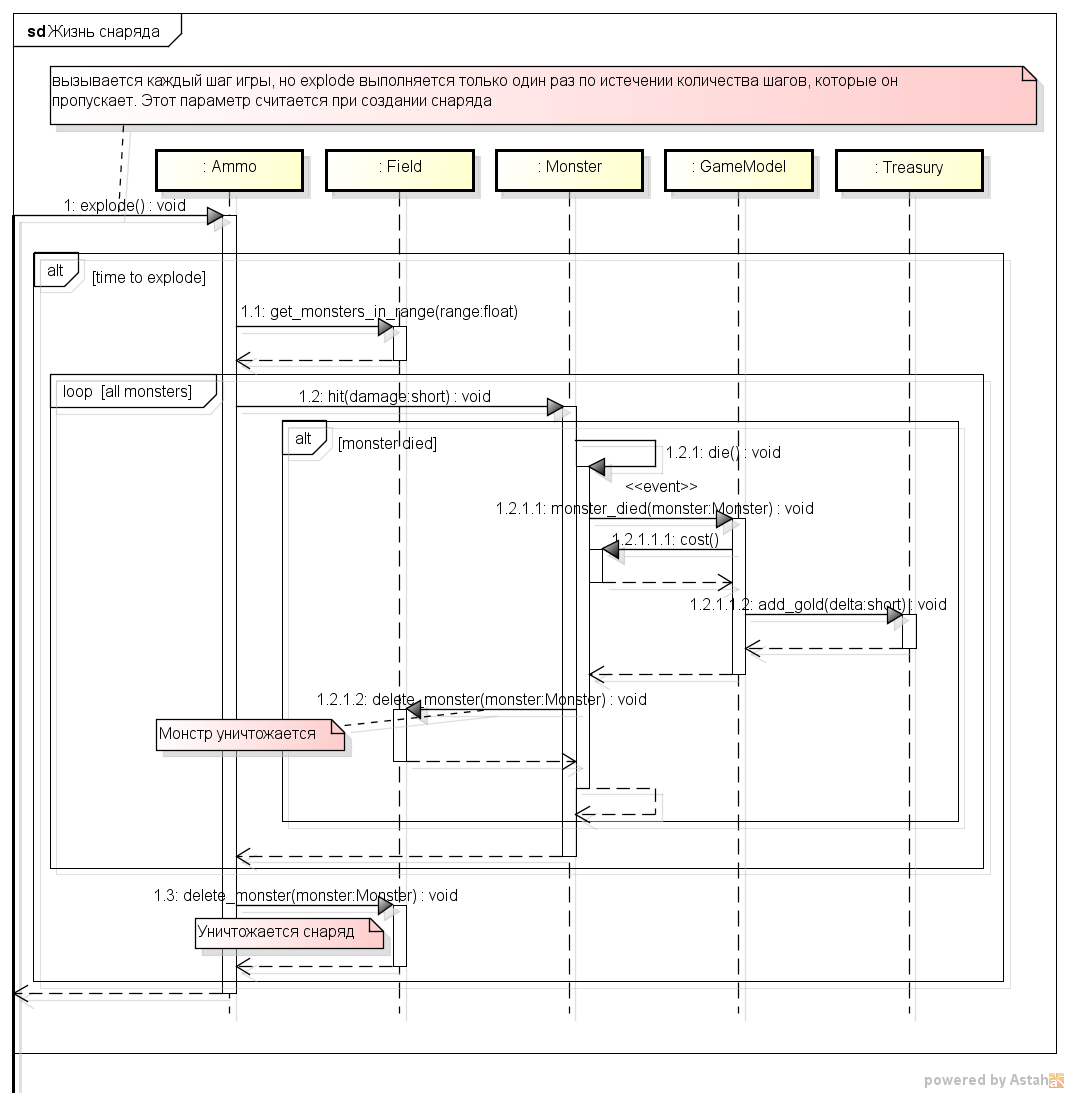 sd Жизнь снаряда
вызывается каждый шаг игры, но explode выполняется только один раз по истечении количества шагов, которые он
пропускает. Этот параметр считается при создании снаряда
: Ammo
: Field
: Monster
: GameModel
: Treasury
1: explode() : void
alt
[time to explode]
1.1: get_monsters_in_range(range:float)
loop [all monsters]
1.2: hit(damage:short) : void
alt
[monster died]
1.2.1: die() : void
<<event>>
1.2.1.1: monster_died(monster:Monster) : void
1.2.1.1.1: cost()
1.2.1.1.2: add_gold(delta:short) : void
1.2.1.2: delete_monster(monster:Monster) : void
Монстр уничтожается
1.3: delete_monster(monster:Monster) : void
Уничтожается снаряд
powered by Astah